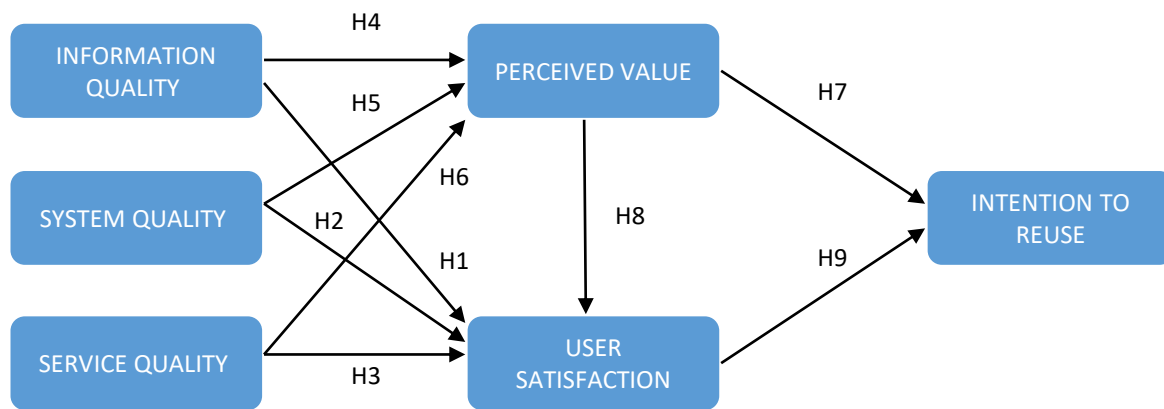 H4
INFORMATION
QUALITY
PERCEIVED VALUE
H5
H7
H6
SYSTEM QUALITY
H2
H8
INTENTION TO
REUSE
H1
H9
SERVICE QUALITY
USER
SATISFACTION
H3